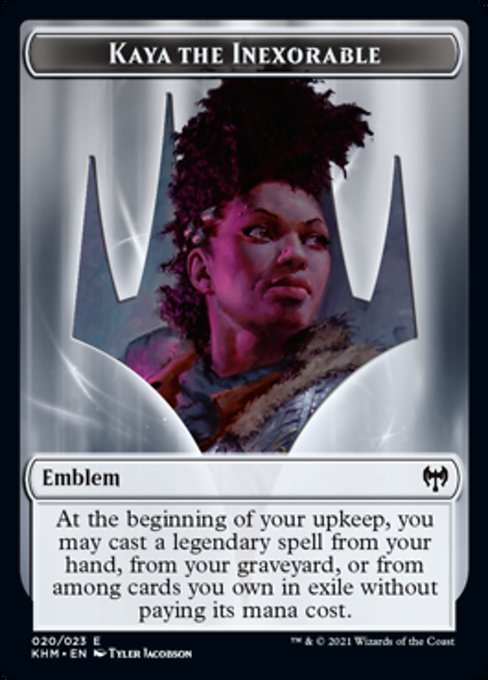 Kaya the Inexorable
Emblem
At the beginning of your upkeep, you
may cast a legendary spell from your
hand, from your graveyard, or from
among cards you own in exile without
paying its mana cost.
020/023 E
KHM • EN Tyler Jacobson
™ & © 2021 Wizards of the Coast